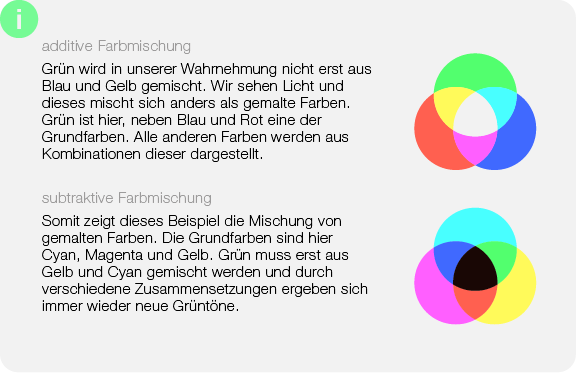 i
additive Farbmischung
Grün wird in unserer Wahrnehmung nicht erst aus
Blau und Gelb gemischt. Wir sehen Licht und
dieses mischt sich anders als gemalte Farben.
Grün ist hier, neben Blau und Rot eine der
Grundfarben. Alle anderen Farben werden aus
Kombinationen dieser dargestellt.
subtraktive Farbmischung
Somit zeigt dieses Beispiel die Mischung von
gemalten Farben. Die Grundfarben sind hier
Cyan, Magenta und Gelb. Grün muss erst aus
Gelb und Cyan gemischt werden und durch
verschiedene Zusammensetzungen ergeben sich
immer wieder neue Grüntöne.